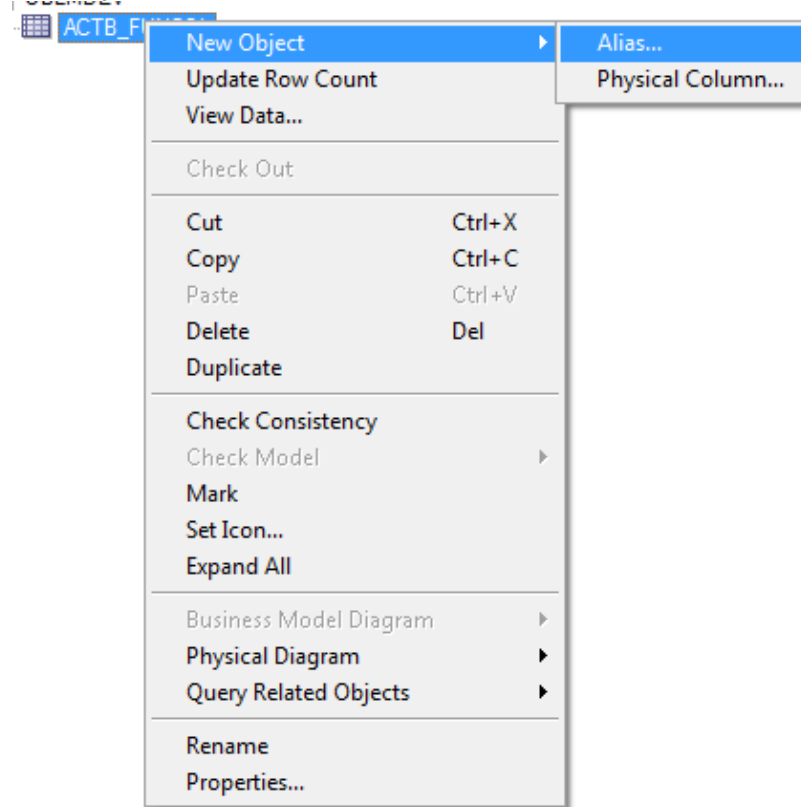 ACTB_F
New Object
Alias...
Update Row Count
Physical Column...
View Data...
Check Out
Cut Ctrl+X
Copy Ctrl+C
Paste Ctrl+V
Delete Del
Duplicate
Check Consistency
Check Model
Mark
Set Icon...
Expand All
Business Model Diagram
Physical Diagram
Query Related Objects
Rename
Properties...